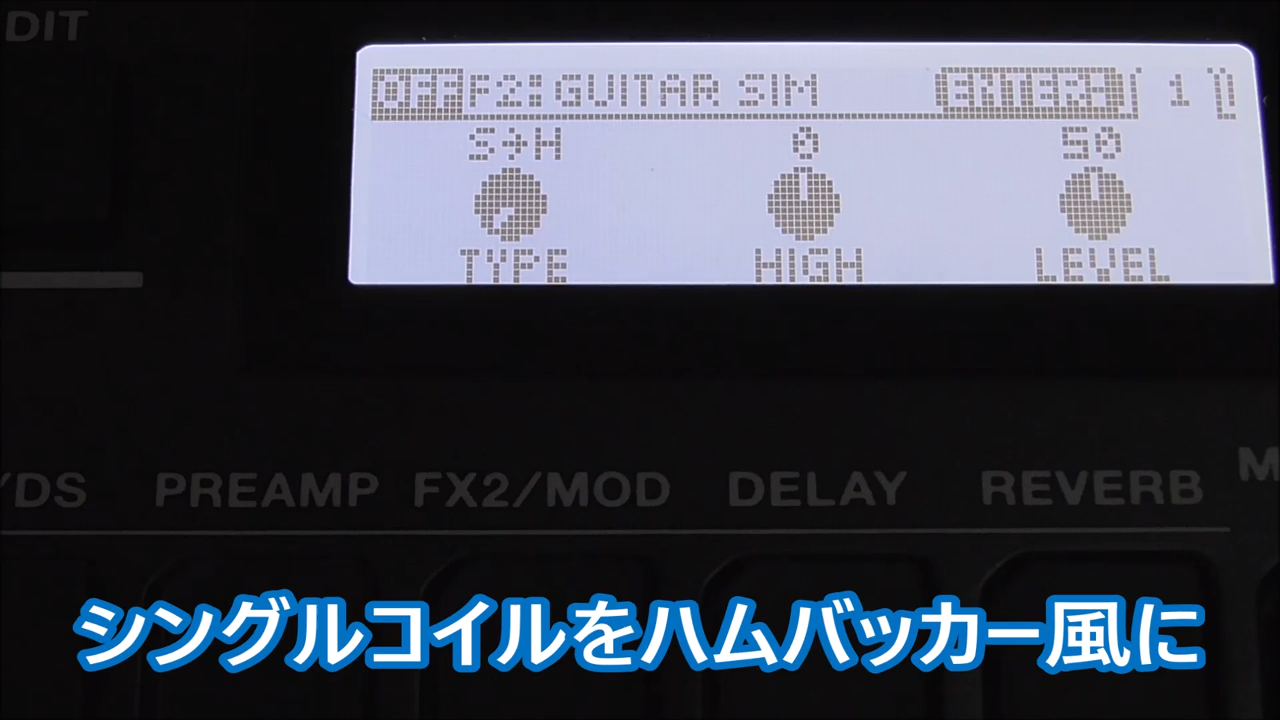 DIT
OFF F2:GUITAR SIM ENTER→ 1
S→H 0 50
TYPE HIGH LEVEL
/DS PREAMP FX2/MOD DELAY REVERB M
シングルコイルをハムバッカー風に